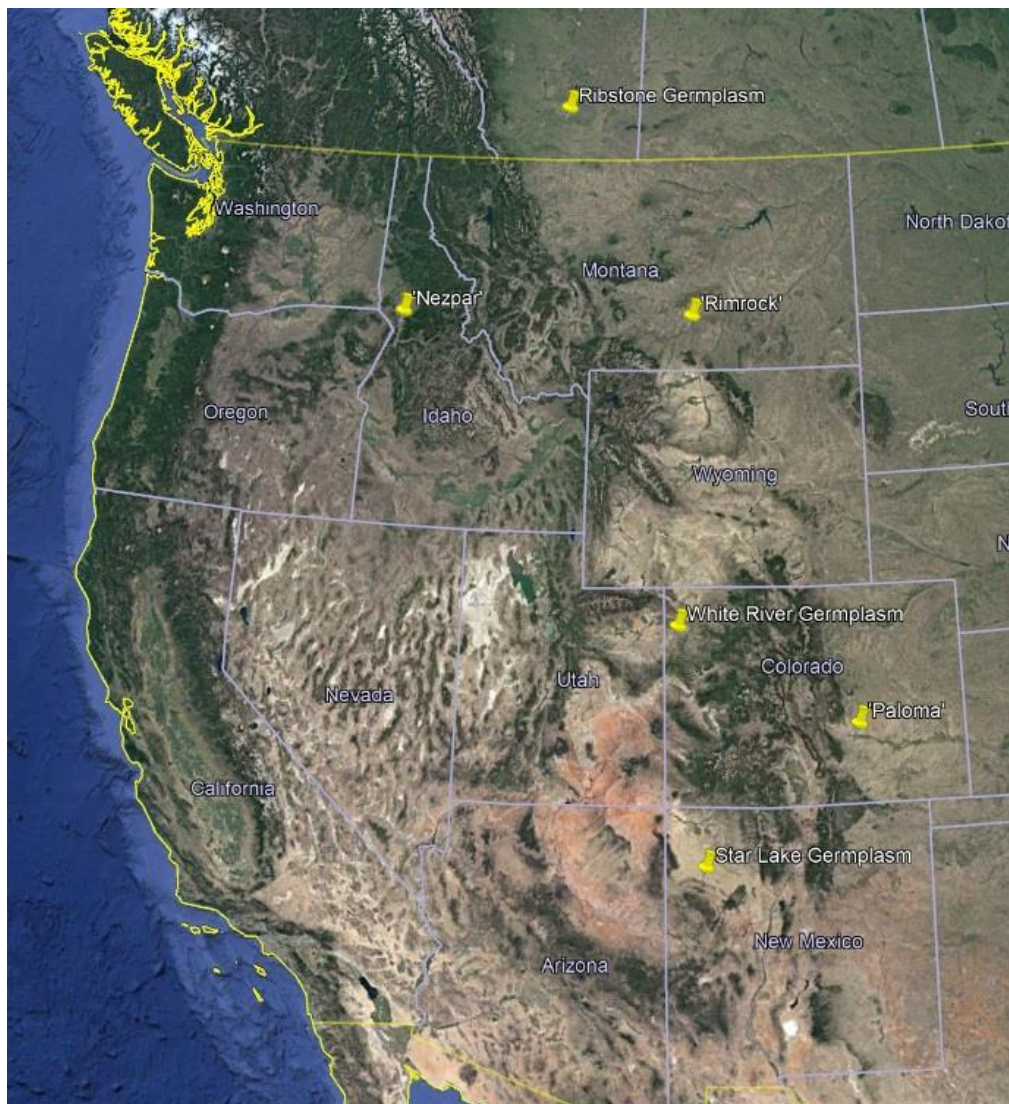 Ribstone Germplasm
Washington
North Dako
Montana
'Nezpar'
'Rimrock'
Oregon
Idaho
South
Wyoming
N
White River Germplasm
Colorado
Utah
Nevada
'Paloma'
California
Star Lake Germplasm
New Mexico
Arizona